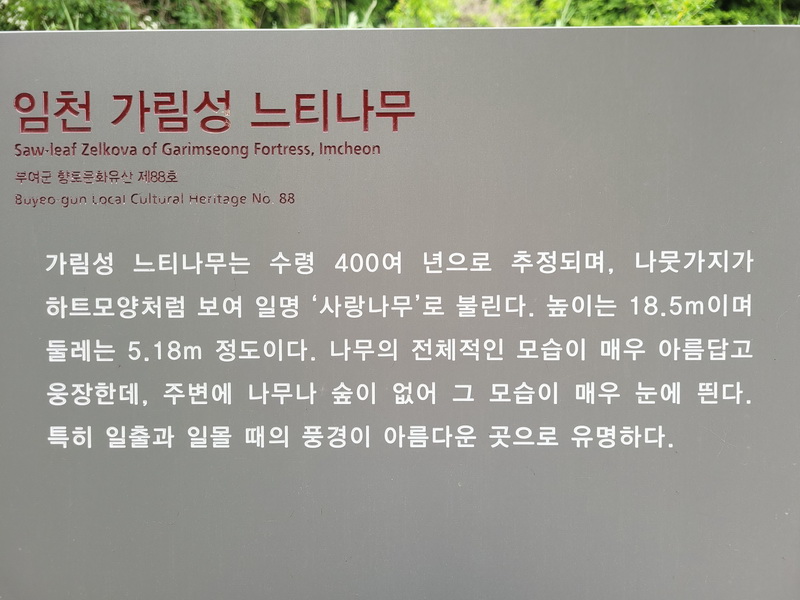 임천 가림성 느티나무
Saw-leaf Zelkova of Garimseong Fortress, Imcheon
부여군 향토문화유산 제88호
Buyeo-gun Local Cultural Heritage No. 88
가림성 느티나무는 수령 400여 년으로 추정되며, 나뭇가지가
하트모양처럼 보여 일명 ‘사랑나무’로 불린다. 높이는 18.5m이며
둘레는 5.18m 정도이다. 나무의 전체적인 모습이 매우 아름답고
웅장한데, 주변에 나무나 숲이 없어 그 모습이 매우 눈에 띈다.
특히 일출과 일몰 때의 풍경이 아름다운 곳으로 유명하다.